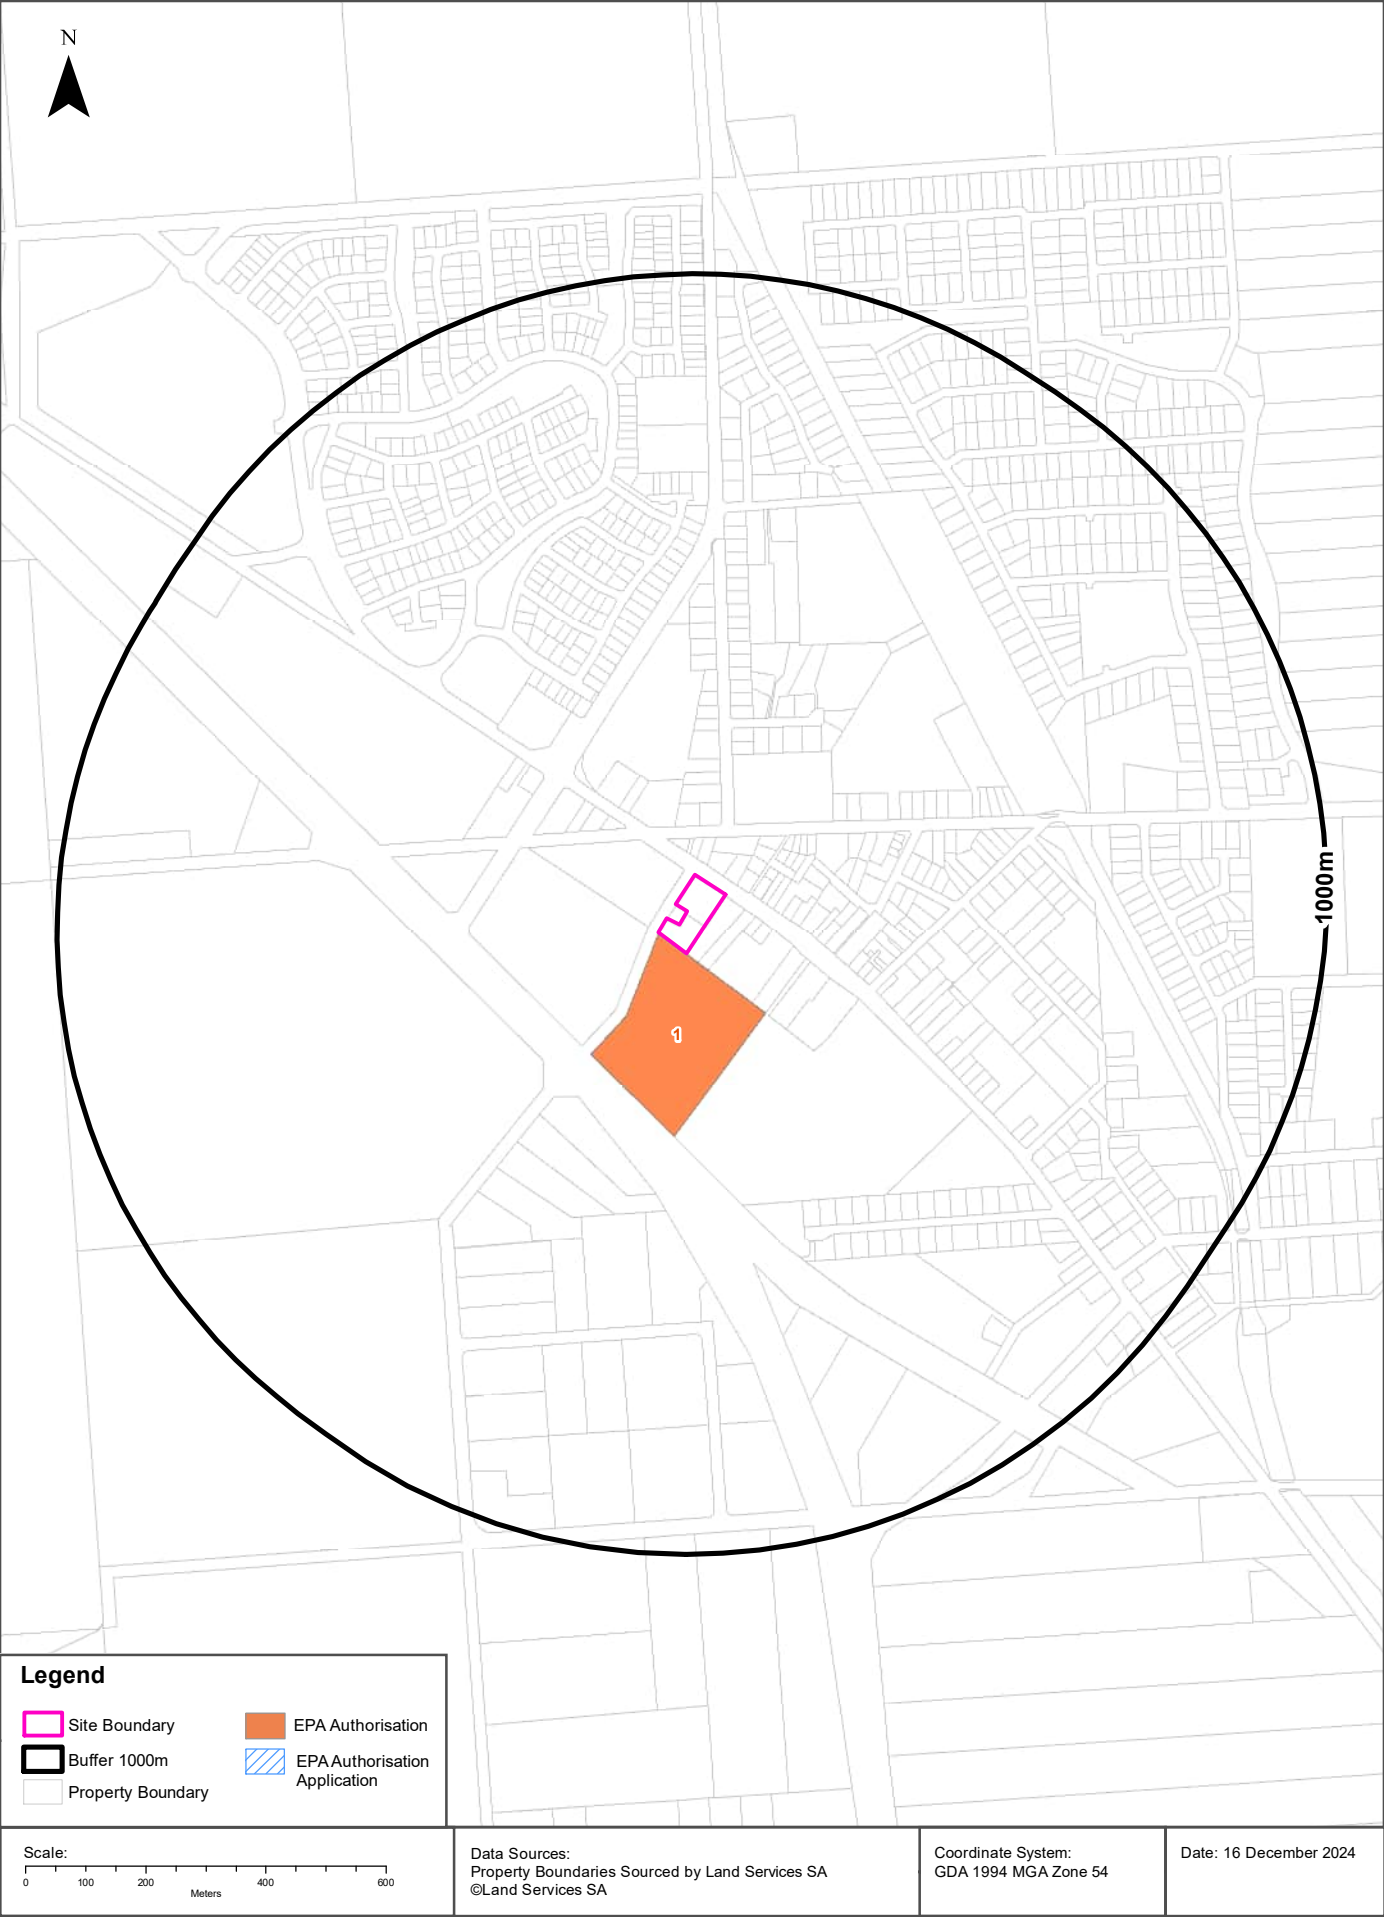 N
1000m
1
Legend
Site Boundary
Buffer 1000m
Property Boundary
EPA Authorisation
EPA Authorisation
Application
Scale:
0 100 200 400 600
Meters
Data Sources:
Property Boundaries Sourced by Land Services SA
©Land Services SA
Coordinate System:
GDA 1994 MGA Zone 54
Date: 16 December 2024